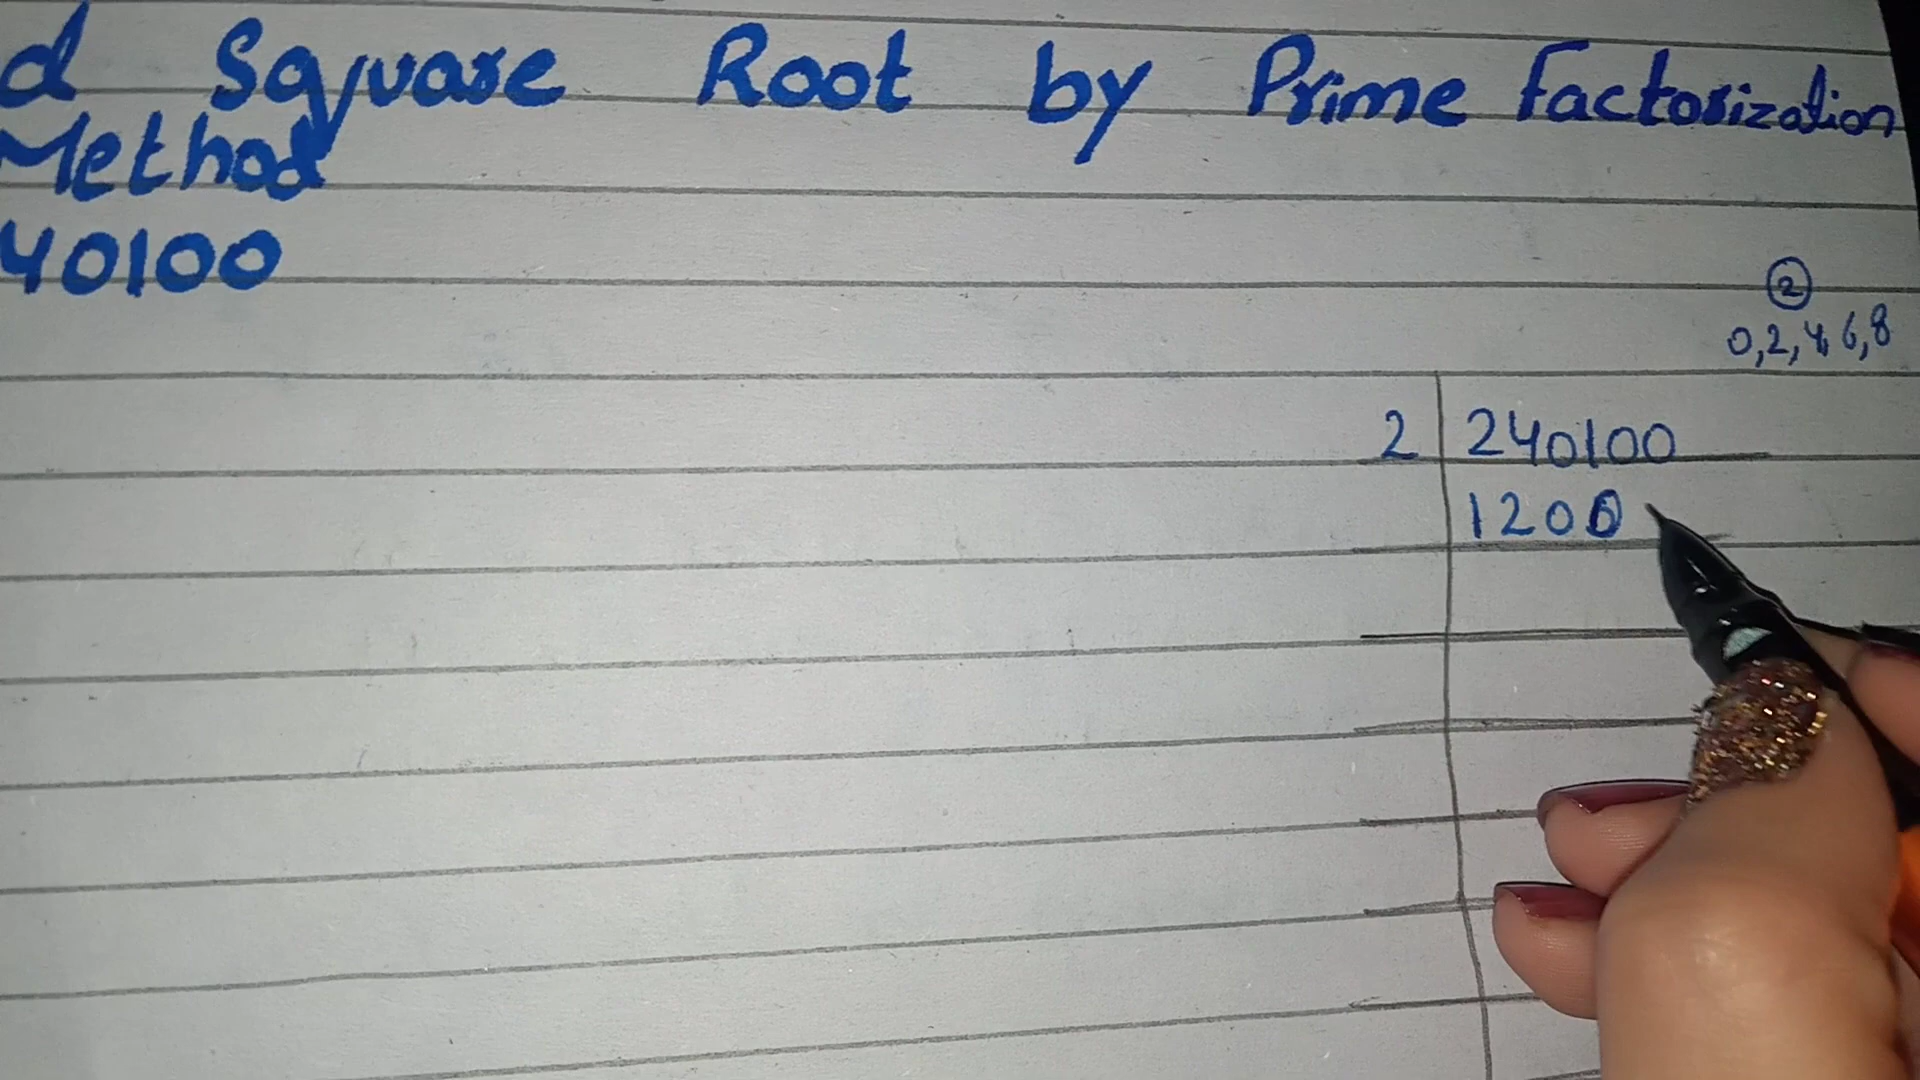 d Square Root by Prime Factorization
Method
40100
2
0,2,4,6,8
2 240100
1200